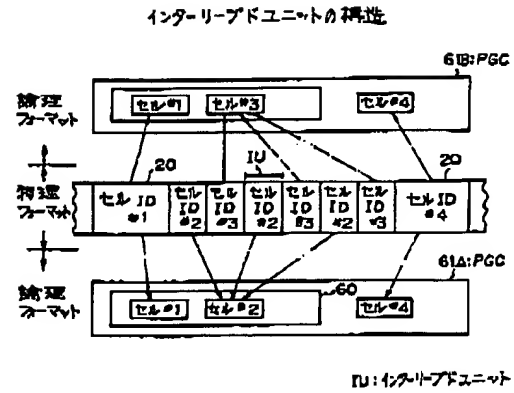 インターリーブドユニットの構造
61B:PGC
論理
フォーマット
セル#1
セル#3
セル#4
20
IU
20
物理
フォーマット
セルID
#1
セル
ID
#2
セル
ID
#3
セル
ID
#2
セル
ID
#3
セル
ID
#2
セル
ID
#3
セルID
#4
61A:PGC
論理
フォーマット
60
セル#1
セル#2
セル#4
IU:インターリーブドユニット